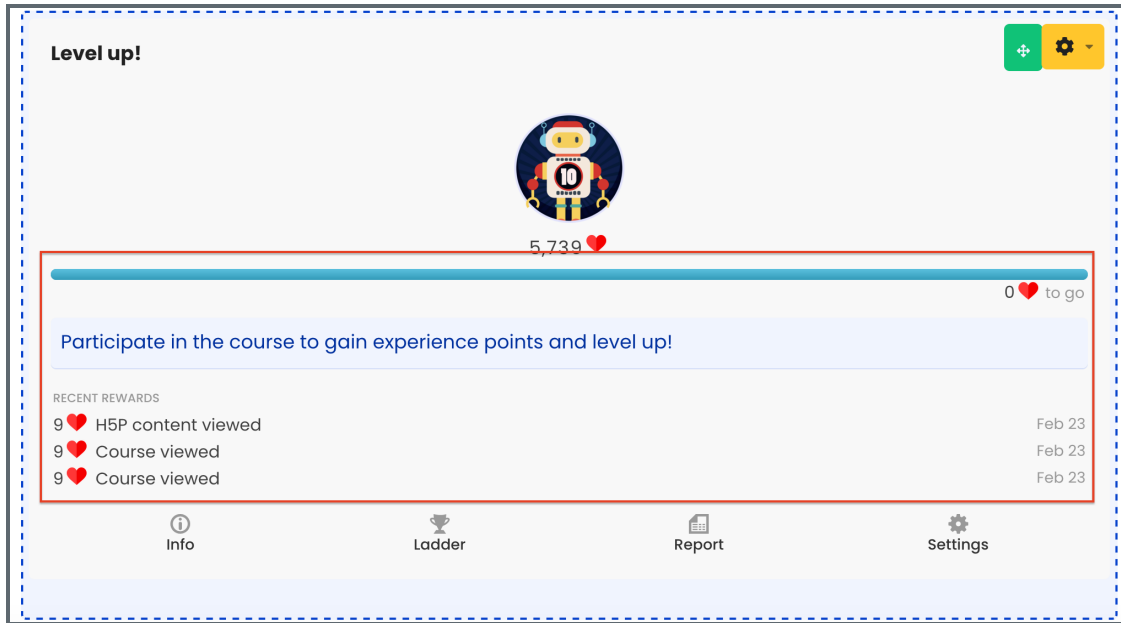 Level up!
10
5,739
0 to go
Participate in the course to gain experience points and level up!
RECENT REWARDS
9 H5P content viewed Feb 23
9 Course viewed Feb 23
9 Course viewed Feb 23
Info Ladder Report Settings